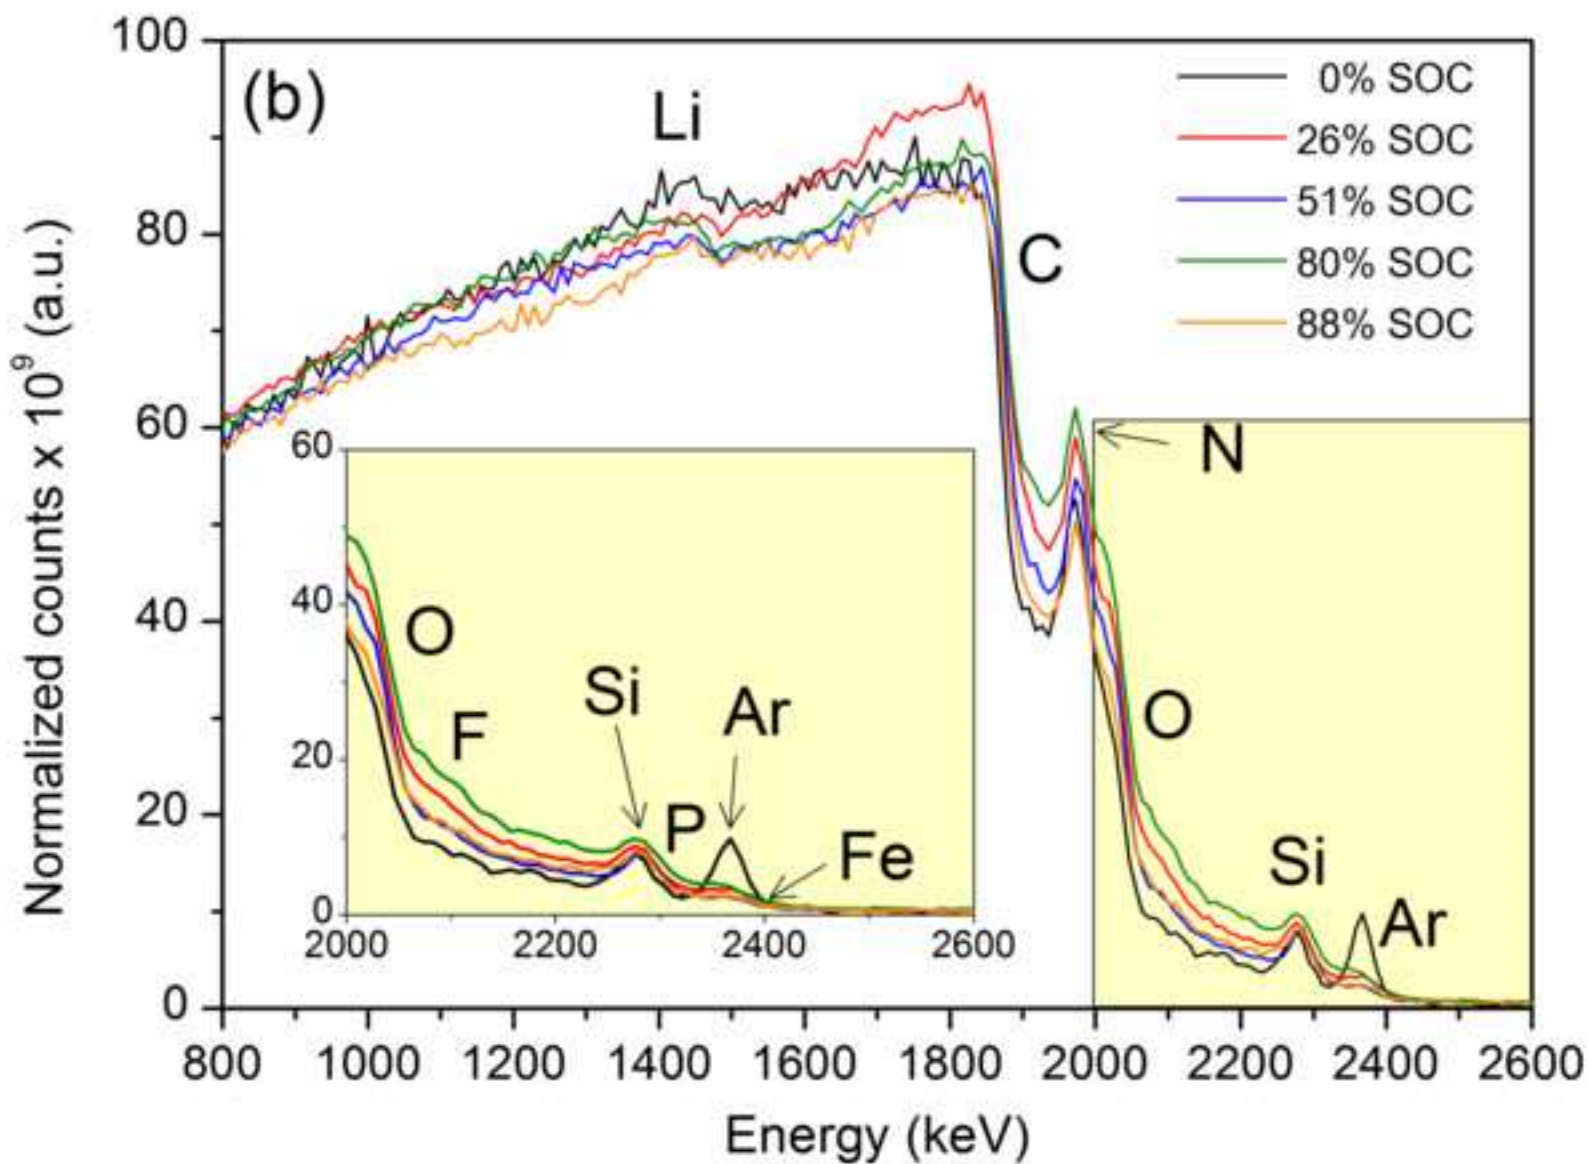 (b)
Li
C
N
O
Si
Ar
0% SOC
26% SOC
51% SOC
80% SOC
88% SOC
Normalized counts x 10⁹ (a.u.)
100
80
60
40
20
0
800 1000 1200 1400 1600 1800 2000 2200 2400 2600
Energy (keV)
60
40
20
0
2000 2200 2400 2600
O
F
Si
P
Ar
Fe